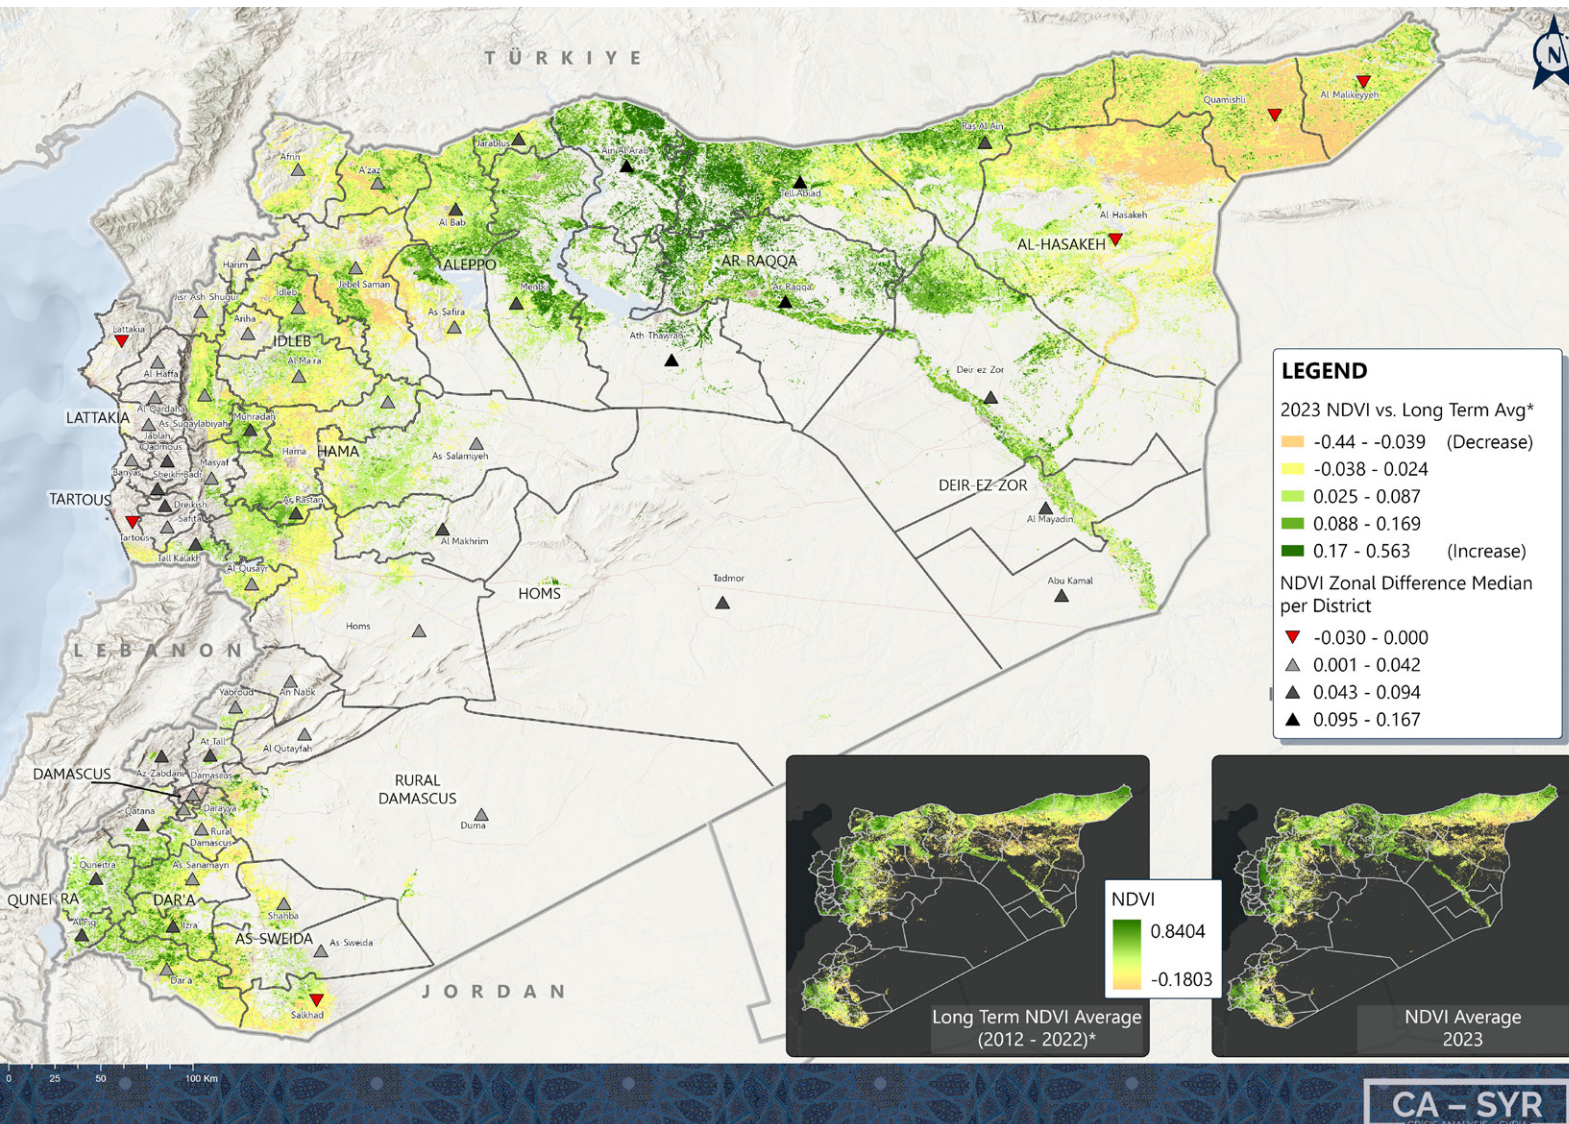 TÜRKIYE
N
Al Malikeyyeh
Quamishli
Ras Al Ain
Jarablus
Ain Al Arab
Afrin
A'zaz
Tell Abiad
Al Bab
Al-Hasakeh
AL-HASAKEH
Harim
ALEPPO
AR-RAQQA
Jebel Saman
Jisr-Ash-Shugur
Idleb
Menbij
Ar-Raqqa
As-Safira
Ariha
Lattakia
IDLEB
Ath-Thawrah
Al Ma'ra
Al-Haffa
Deir-ez-Zor
LATTAKIA
Al-Qardaha
As-Suqaylabiyah
Muhradah
Jablah
Qadmous
Hama
HAMA
As-Salamiyeh
Banyas
Sheikh Badr
Masyaf
DEIR-EZ-ZOR
TARTOUS
Dreikish
Ar-Rastan
Safita
Al Mayadin
Tartous
Tall Kalakh
Al Makhrim
Al-Qusayr
Tadmor
Abu Kamal
HOMS
Homs
LEBANON
Yabroud
An Nabk
At Tall
Al Qutayfah
DAMASCUS
Az-Zabdani
Damascus
RURAL
DAMASCUS
Qatana
Darayya
Duma
Rural
Damascus
Quneitra
As-Sanamayn
QUNEITRA
DAR'A
Shahba
Al Fiq
Izra
AS-SWEIDA
As-Sweida
Dar'a
Salkhad
JORDAN
LEGEND
2023 NDVI vs. Long Term Avg*
-0.44 - -0.039 (Decrease)
-0.038 - 0.024
0.025 - 0.087
0.088 - 0.169
0.17 - 0.563 (Increase)
NDVI Zonal Difference Median
per District
-0.030 - 0.000
0.001 - 0.042
0.043 - 0.094
0.095 - 0.167
NDVI
0.8404
-0.1803
Long Term NDVI Average
(2012 - 2022)*
NDVI Average
2023
0 25 50 100 Km
CA – SYR
CRISIS ANALYSIS – SYRIA